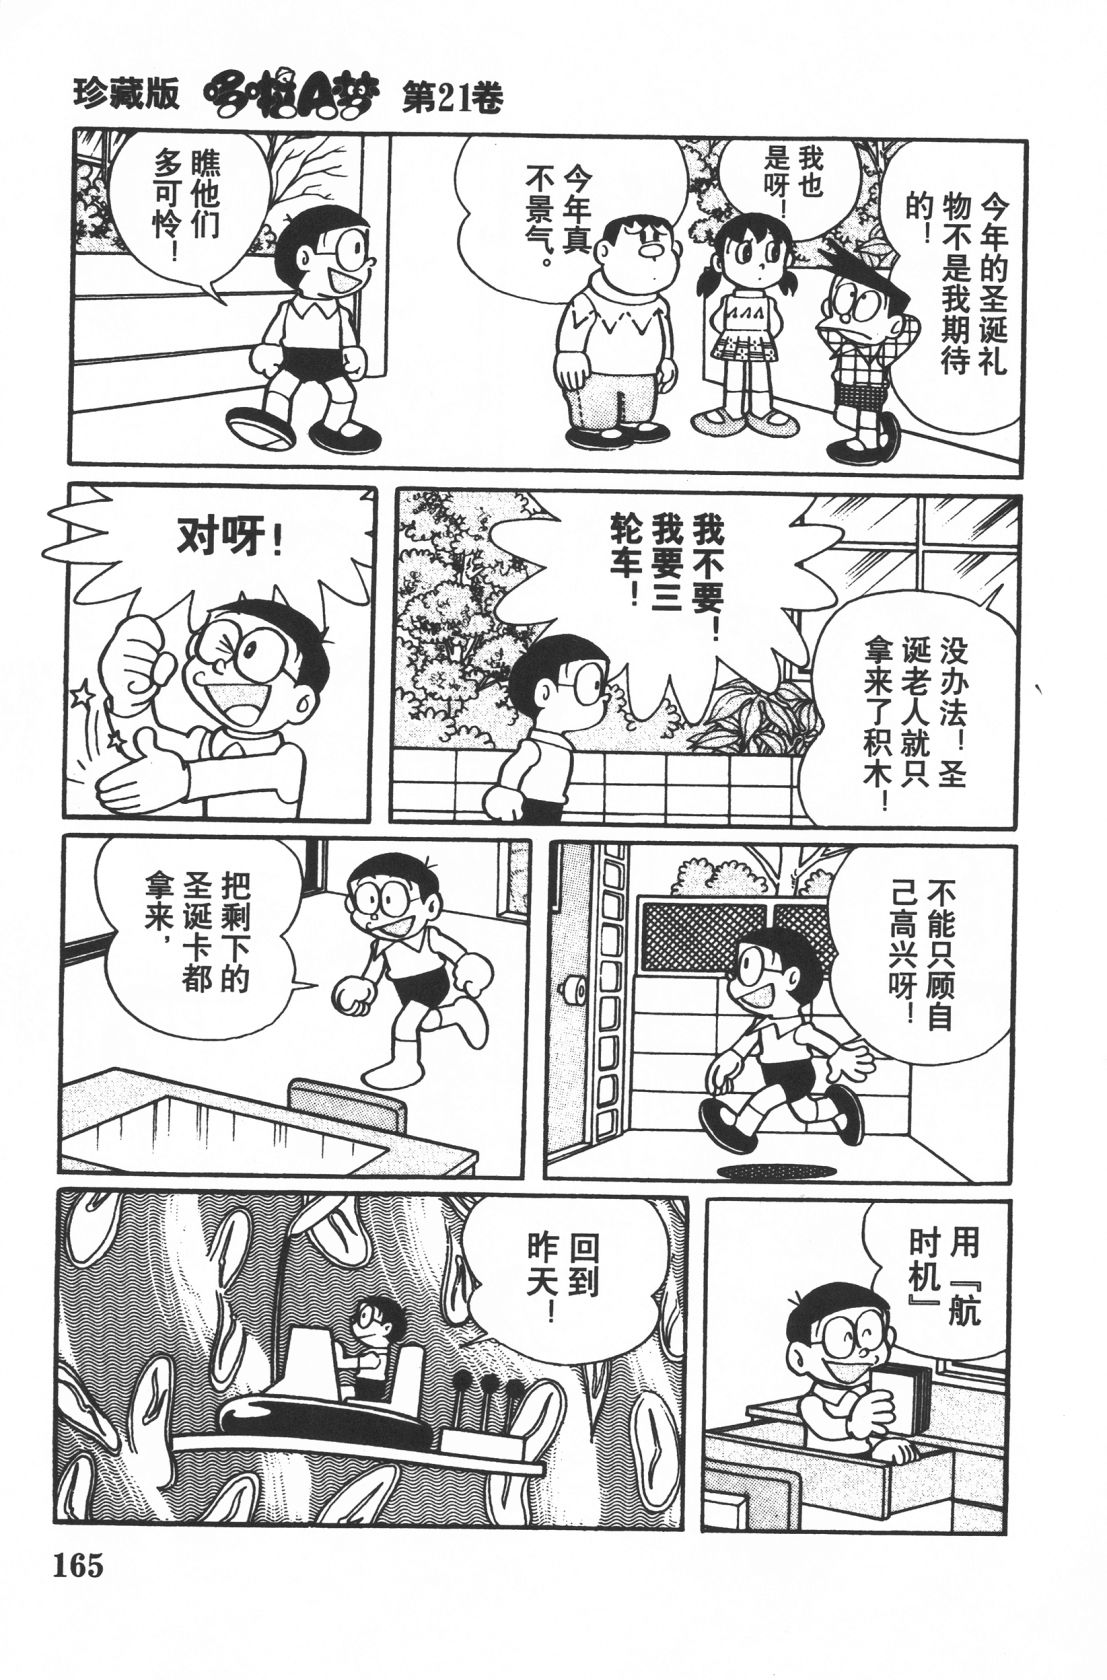 珍藏版 哆啦A梦 第21卷
今年的圣诞礼
物不是我期待
的！
我也
是呀！
今年真
不景气。
瞧他们
多可怜！
没办法！圣
诞老人就只
拿来了积木！
我不要！
我要三
轮车！
对呀！
不能只顾自
己高兴呀！
把剩下的
圣诞卡都
拿来，
用『航
时机』
回到
昨天！
165